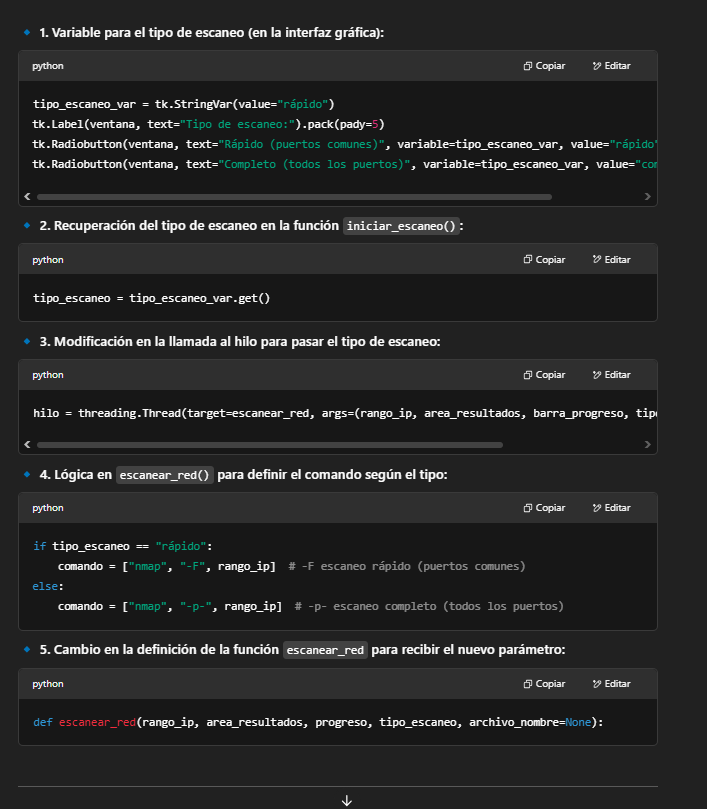 1. Variable para el tipo de escaneo (en la interfaz gráfica):
python Copiar Editar
tipo_escaneo_var = tk.StringVar(value="rápido")
tk.Label(ventana, text="Tipo de escaneo:").pack(pady=5)
tk.Radiobutton(ventana, text="Rápido (puertos comunes)", variable=tipo_escaneo_var, value="rápido"
tk.Radiobutton(ventana, text="Completo (todos los puertos)", variable=tipo_escaneo_var, value="com
2. Recuperación del tipo de escaneo en la función iniciar_escaneo():
python Copiar Editar
tipo_escaneo = tipo_escaneo_var.get()
3. Modificación en la llamada al hilo para pasar el tipo de escaneo:
python Copiar Editar
hilo = threading.Thread(target=escanear_red, args=(rango_ip, area_resultados, barra_progreso, tipo
4. Lógica en escanear_red() para definir el comando según el tipo:
python Copiar Editar
if tipo_escaneo == "rápido":
comando = ["nmap", "-F", rango_ip] # -F escaneo rápido (puertos comunes)
else:
comando = ["nmap", "-p-", rango_ip] # -p- escaneo completo (todos los puertos)
5. Cambio en la definición de la función escanear_red para recibir el nuevo parámetro:
python Copiar Editar
def escanear_red(rango_ip, area_resultados, progreso, tipo_escaneo, archivo_nombre=None):